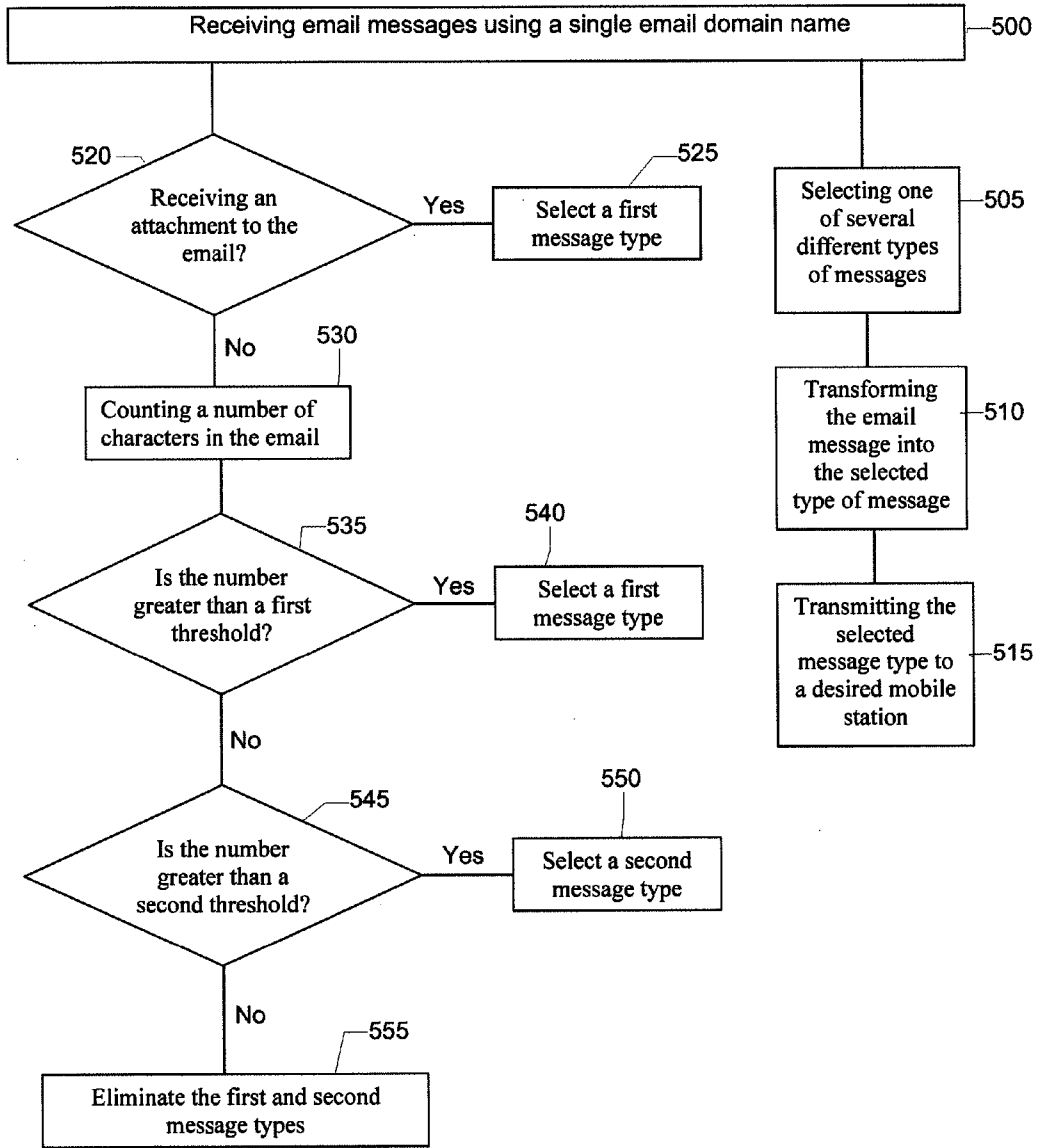 Receiving email messages using a single email domain name
500
520
Receiving an
attachment to the
email?
Yes
525
Select a first
message type
No
530
Counting a number of
characters in the email
535
Is the number
greater than a first
threshold?
Yes
540
Select a first
message type
No
545
Is the number
greater than a
second threshold?
Yes
550
Select a second
message type
No
555
Eliminate the first and second
message types
Selecting one
of several
different types
of messages
505
Transforming
the email
message into
the selected
type of message
510
Transmitting the
selected
message type to
a desired mobile
station
515